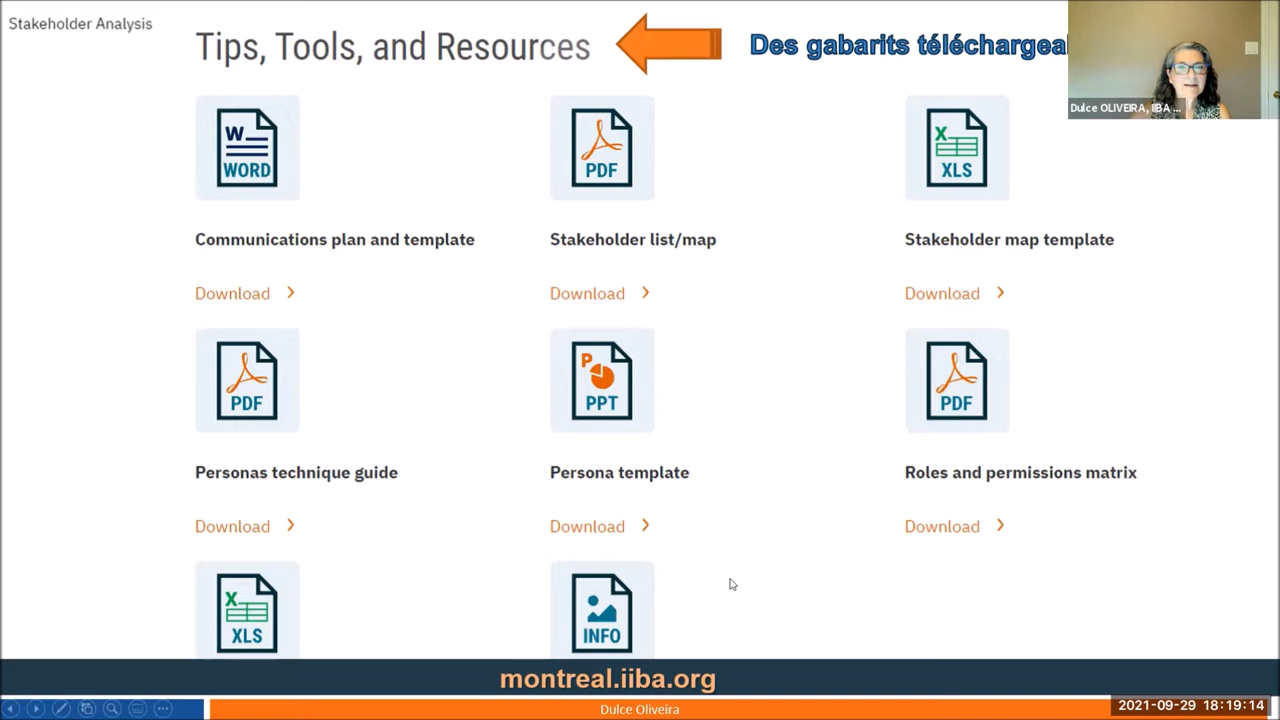 Stakeholder Analysis
Tips, Tools, and Resources
Des gabarits
Dulce OLIVEIRA, IIBA ...
W
WORD
PDF
X
XLS
Communications plan and template
Stakeholder list/map
Stakeholder map template
Download
Download
Download
PDF
P
PPT
PDF
Personas technique guide
Persona template
Roles and permissions matrix
Download
Download
Download
X
XLS
INFO
montreal.iiba.org
Dulce Oliveira
2021-09-29 18:19:14